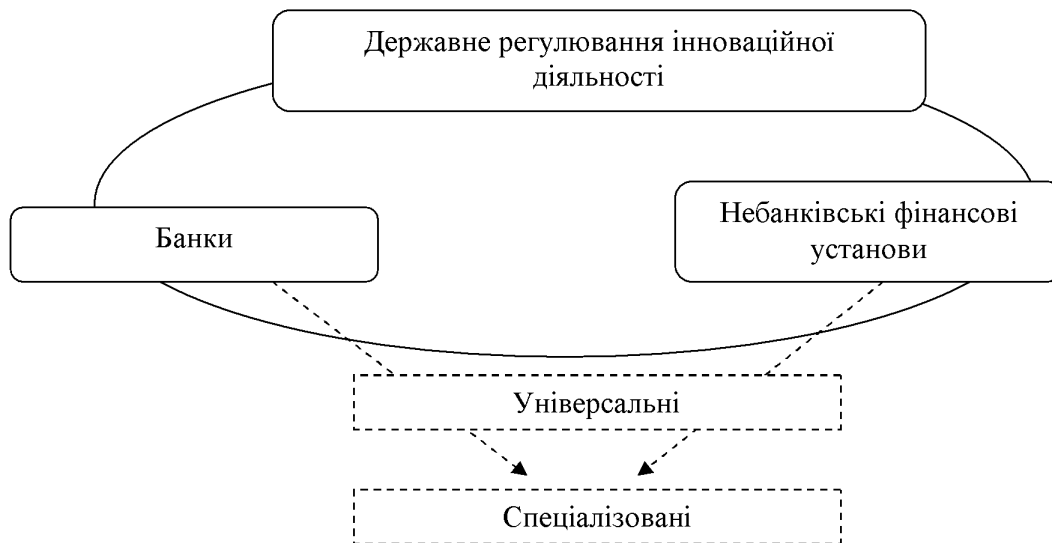 Державне регулювання інноваційної
діяльності
Банки
Небанківські фінансові
установи
Універсальні
Спеціалізовані